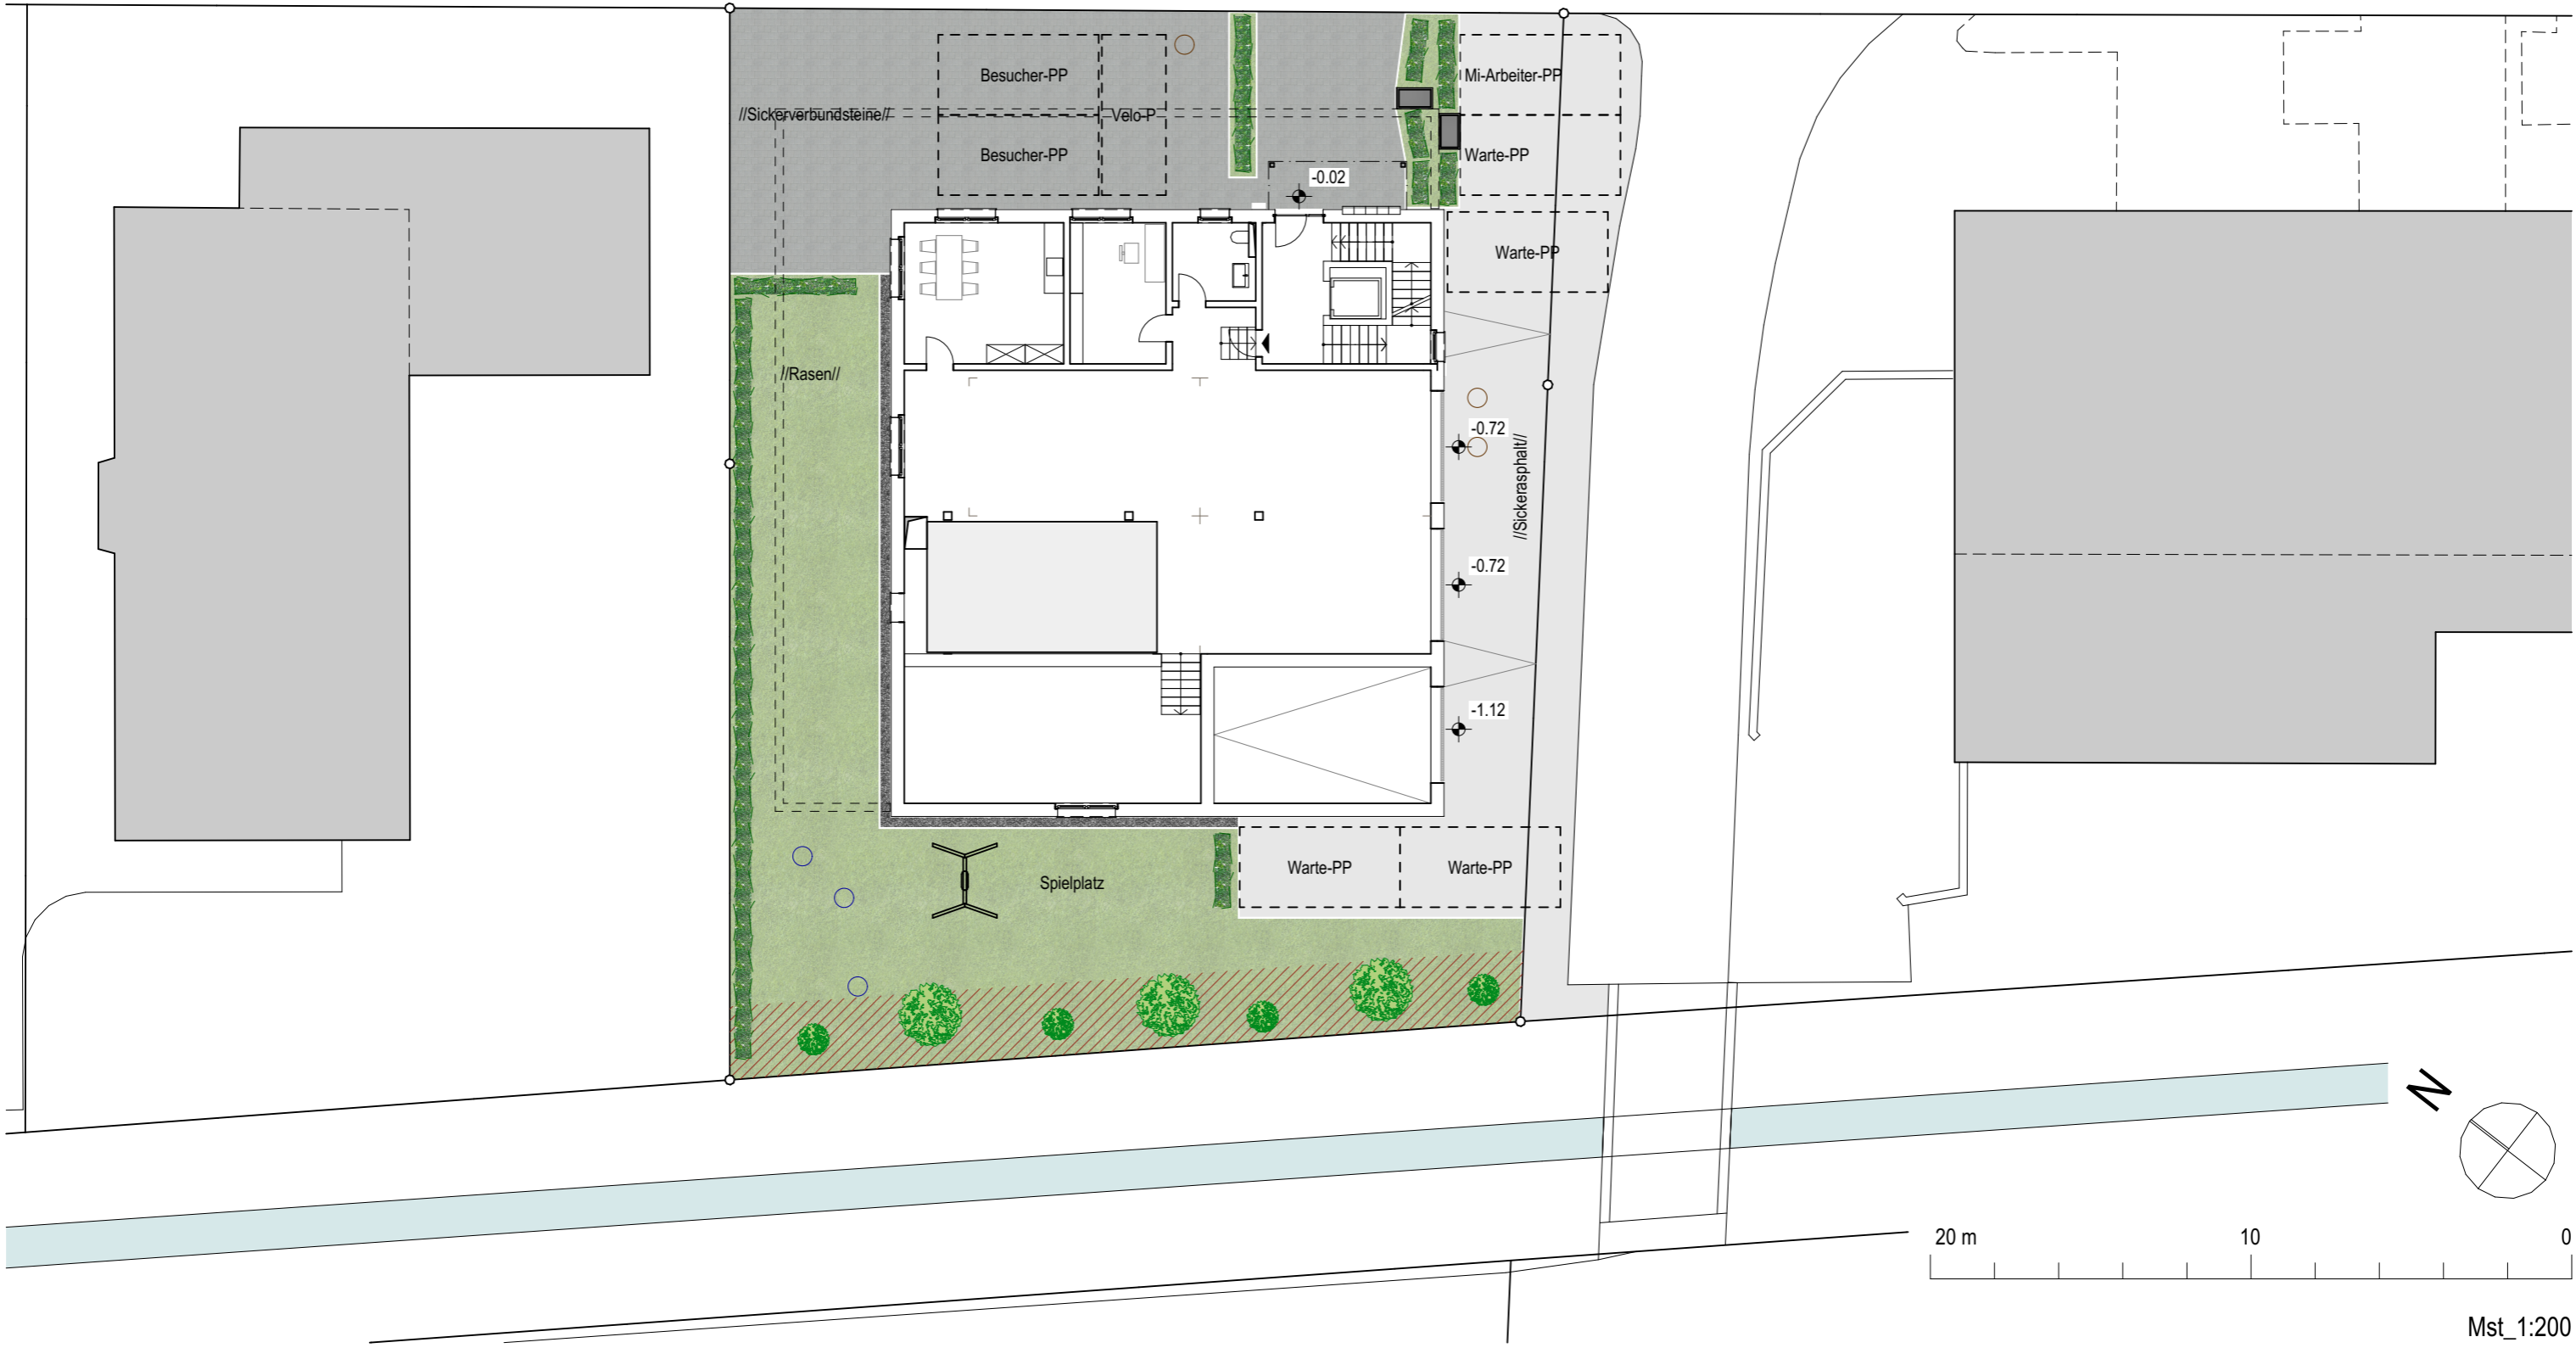 Besucher-PP
Mi-Arbeiter-PP
//Sickerverbundsteine//
Velo-P
Besucher-PP
Warte-PP
-0.02
Warte-PP
//Rasen//
-0.72
//Sickerasphalt//
-0.72
-1.12
Warte-PP
Warte-PP
Spielplatz
N
20 m
10
0
Mst_1:200